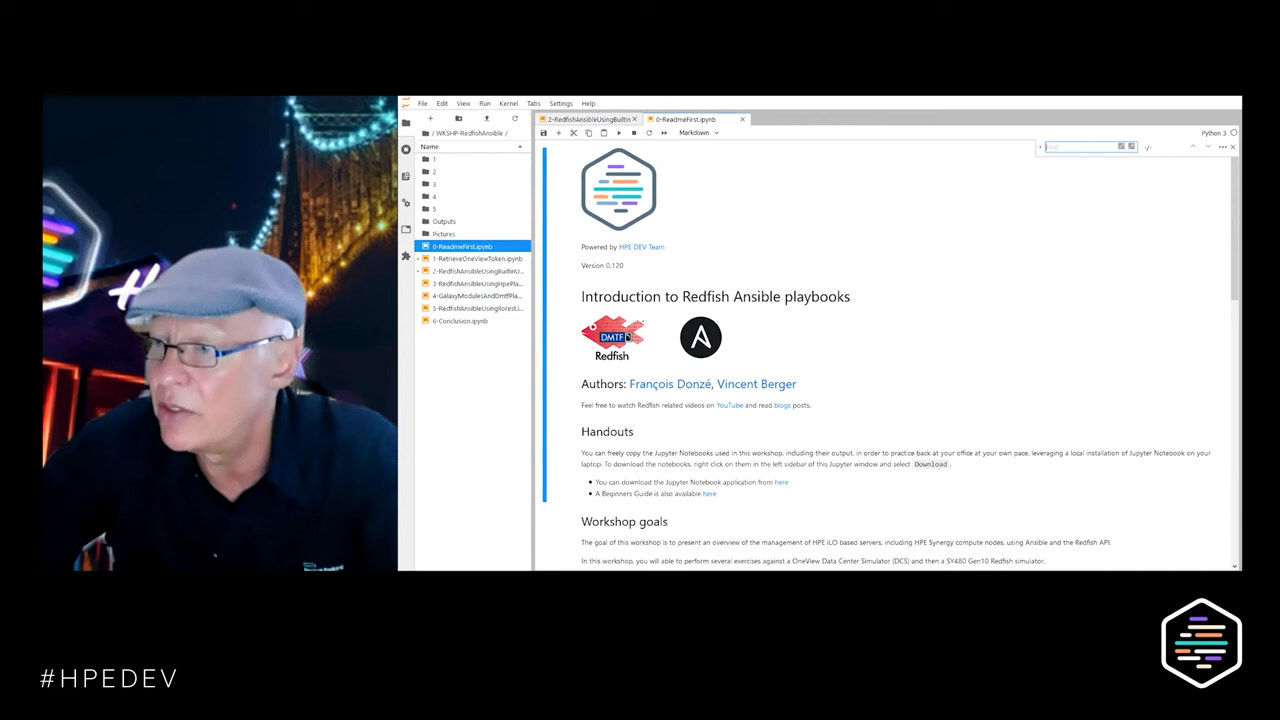 File Edit View Run Kernel Tabs Settings Help
/ WKSHP-RedfishAnsible /
Name
1
2
3
4
5
Outputs
Pictures
0-ReadmeFirst.ipynb
1-RetrieveOneViewToken.ipynb
2-RedfishAnsibleUsingBuiltinU...
3-RedfishAnsibleUsingHpePla...
4-GalaxyModulesAndDmtfPla...
5-RedfishAnsibleUsingIlorest.i...
6-Conclusion.ipynb
2-RedfishAnsibleUsingBuiltin
0-ReadmeFirst.ipynb
Markdown
Python 3
Powered by HPE DEV Team
Version 0.120
Introduction to Redfish Ansible playbooks
DMTF
Redfish
A
Authors: François Donzé, Vincent Berger
Feel free to watch Redfish related videos on YouTube and read blogs posts.
Handouts
You can freely copy the Jupyter Notebooks used in this workshop, including their output, in order to practice back at your office at your own pace, leveraging a local installation of Jupyter Notebook on your
laptop. To download the notebooks, right click on them in the left sidebar of this Jupyter window and select Download.
You can download the Jupyter Notebook application from here
A Beginners Guide is also available here
Workshop goals
The goal of this workshop is to present an overview of the management of HPE iLO based servers, including HPE Synergy compute nodes, using Ansible and the Redfish API.
In this workshop, you will able to perform several exercises against a OneView Data Center Simulator (DCS) and then a SY480 Gen10 Redfish simulator.
#HPEDEV